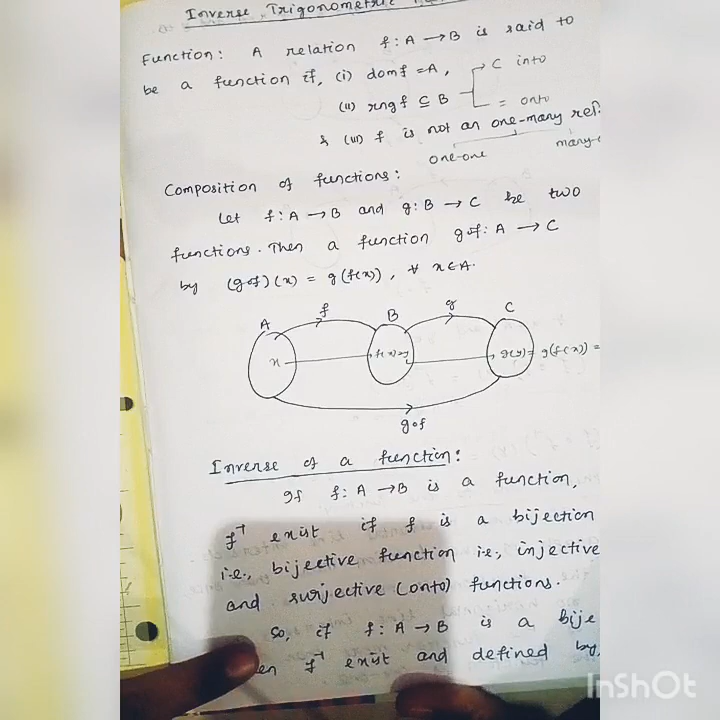 Inverse Trigonometric
Function: A relation f: A → B is said to
be a function if, (i) domf = A,
(ii) rngf ⊆ B
⊂ into
= onto
& (iii) f is not an one-many rel
one-one
many-
Composition of functions:
Let f: A → B and g: B → C be two
functions. Then a function gof: A → C
by (gof)(x) = g(f(x)), ∀ x∈A.
f
g
A
B
C
x
f(x)=y
g(y)= g(f(x)) =
gof
Inverse of a function:
If f: A → B is a function,
f⁻¹ exist if f is a bijection
i.e., bijective function i.e, injective
and surjective (onto) functions.
So, if f: A → B is a bije
en f⁻¹ exist and defined by,
InShOt